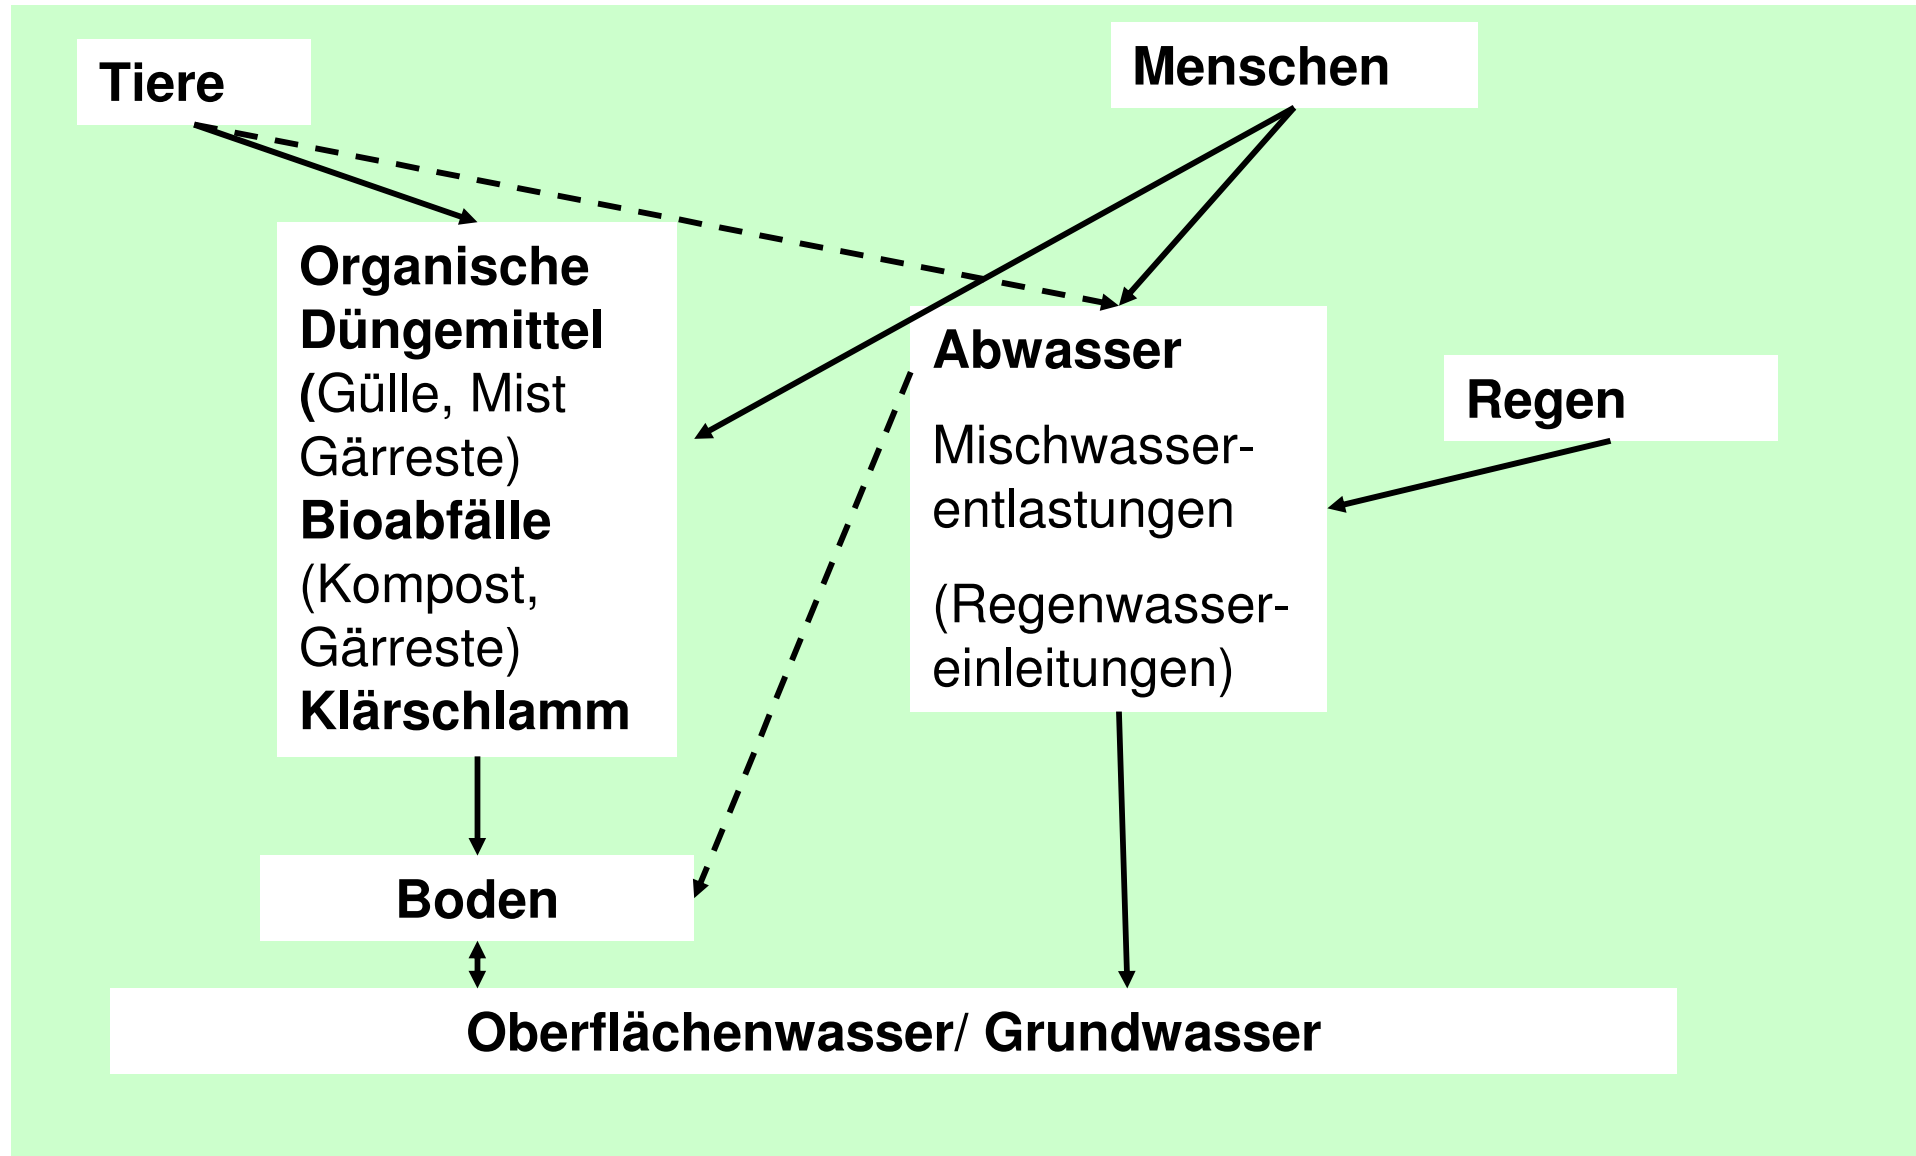 Tiere
Menschen
Organische
Düngemittel
(Gülle, Mist
Gärreste)
Bioabfälle
(Kompost,
Gärreste)
Klärschlamm
Abwasser
Mischwasser-
entlastungen
(Regenwasser-
einleitungen)
Regen
Boden
Oberflächenwasser/ Grundwasser